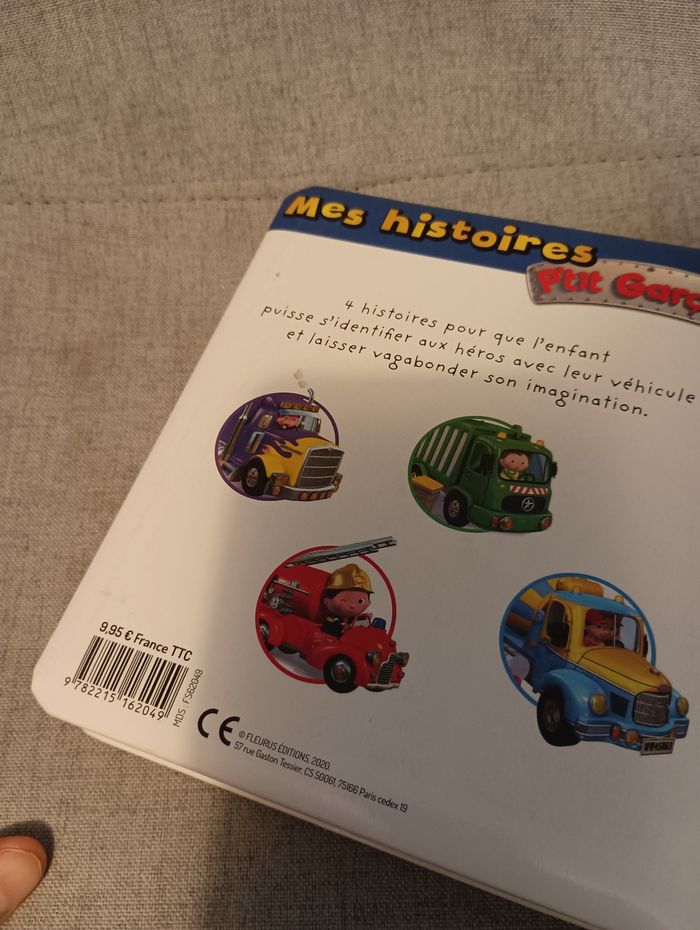 Mes histoires
P'tit Garç
4 histoires pour que l'enfant
puisse s'identifier aux héros avec leur véhicule
et laisser vagabonder son imagination.
9,95 € France TTC
9 782215 162049
MDS : FS62049
CE
© FLEURUS ÉDITIONS, 2020.
57 rue Gaston Tessier, CS 50061, 75166 Paris cedex 19